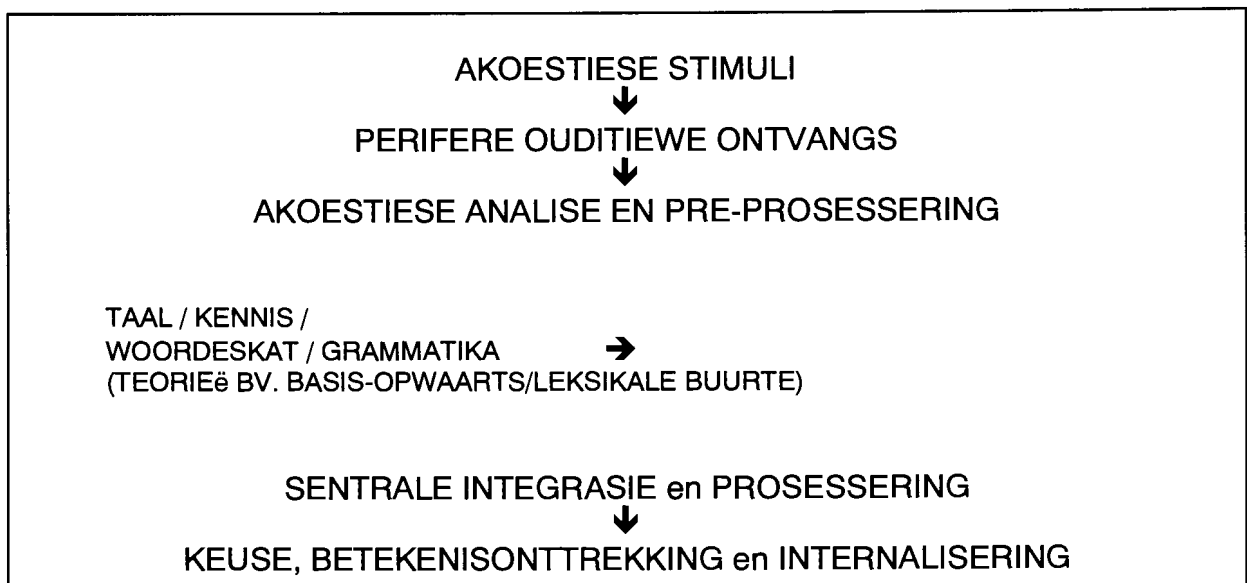 AKOESTIESE STIMULI
↓
PERIFERE OUDITIEWE ONTVANGS
↓
AKOESTIESE ANALISE EN PRE-PROSESSERING
TAAL / KENNIS /
WOORDESKAT / GRAMMATIKA →
(TEORIEë BV. BASIS-OPWAARTS/LEKSIKALE BUURTE)
SENTRALE INTEGRASIE en PROSESSERING
↓
KEUSE, BETEKENISONTTREKKING en INTERNALISERING